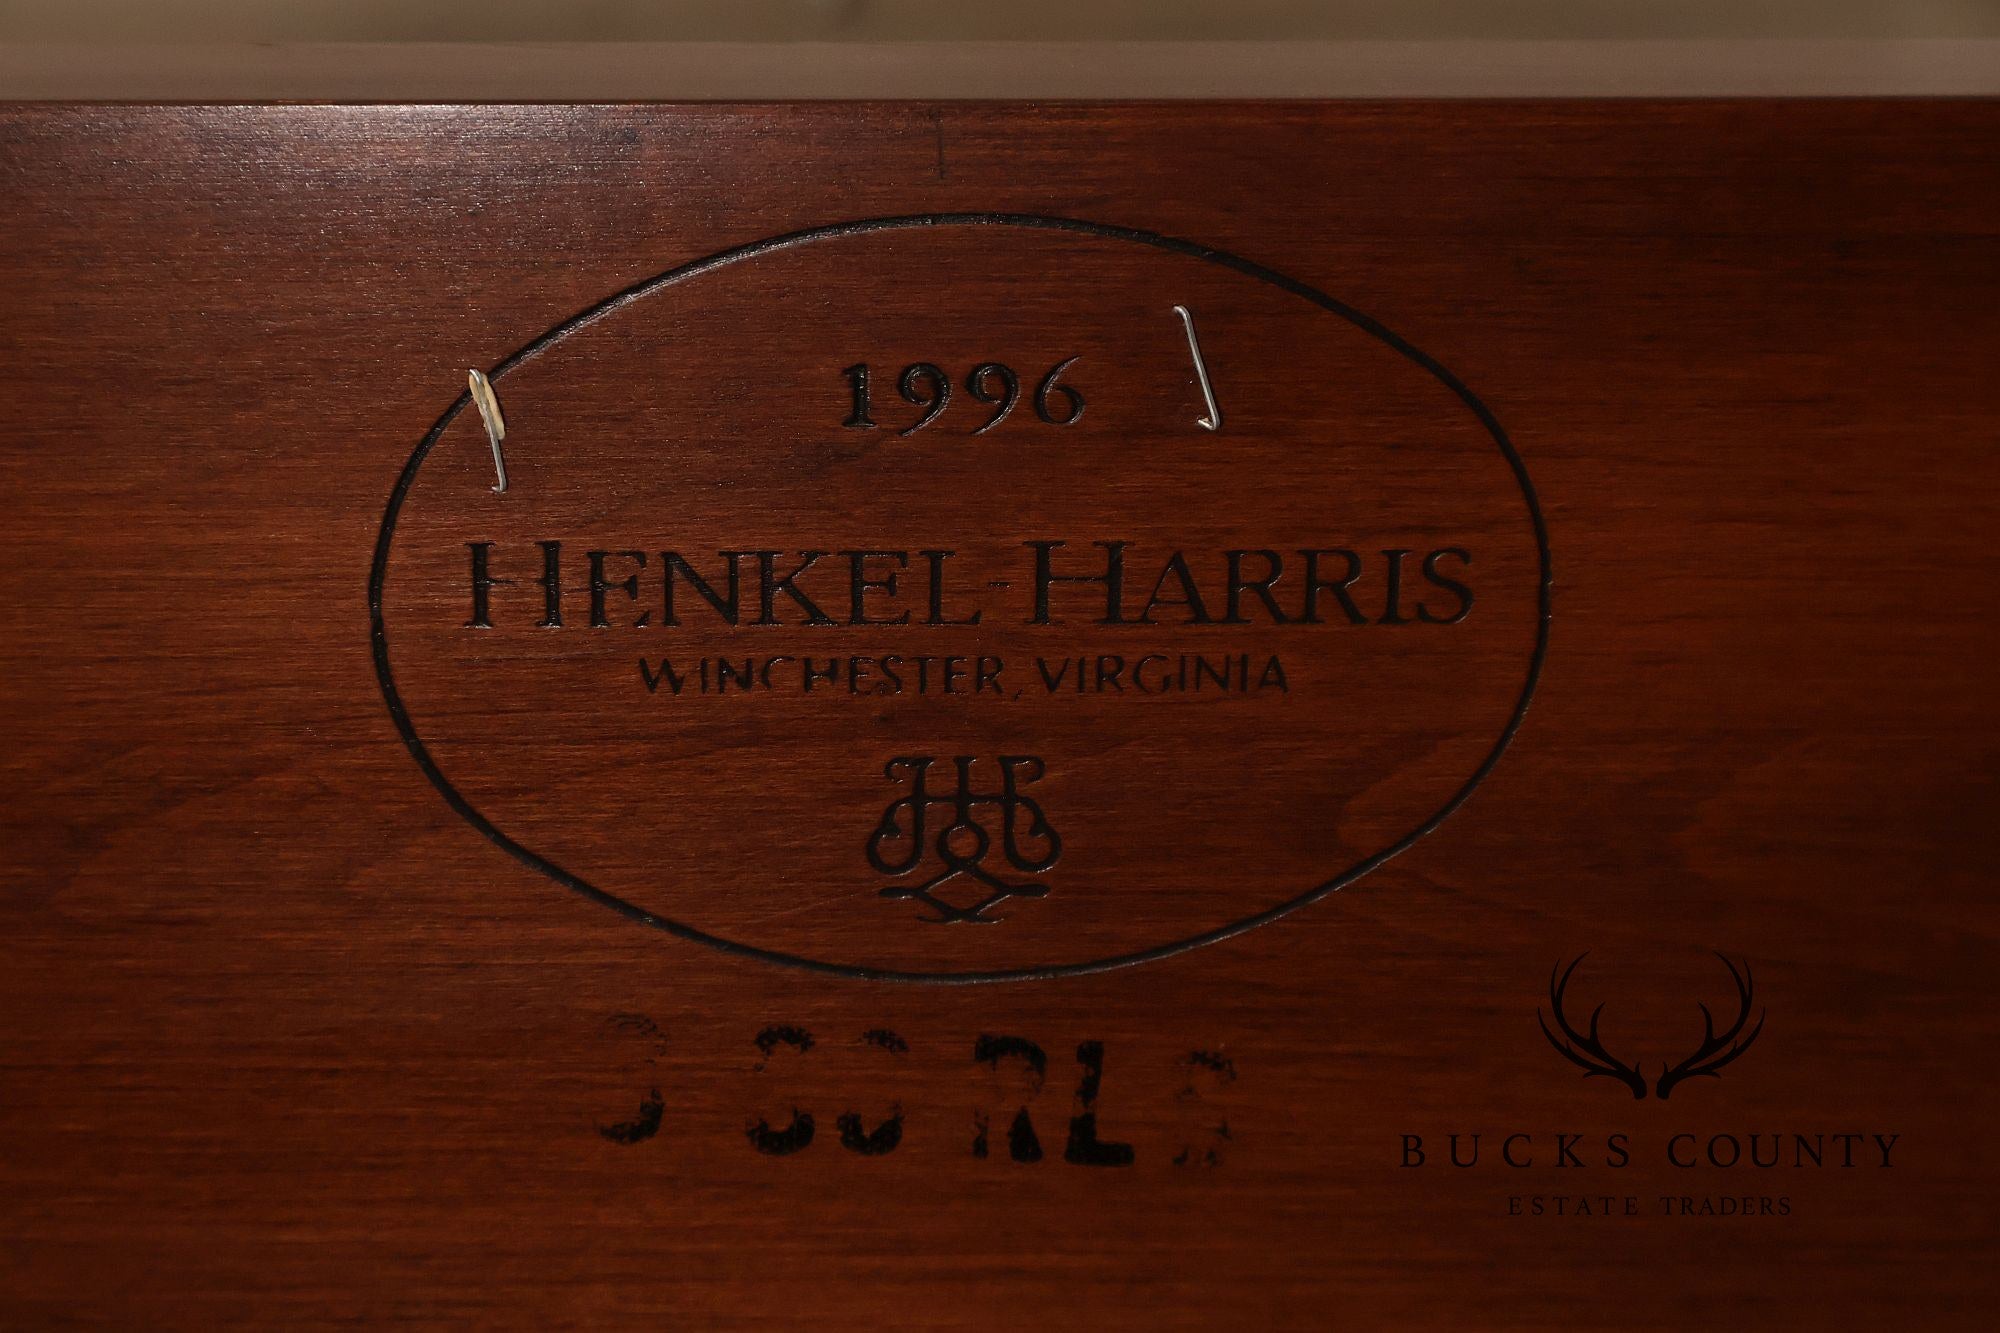 1996
HENKEL-HARRIS
WINCHESTER, VIRGINIA
BUCKS COUNTY
ESTATE TRADERS